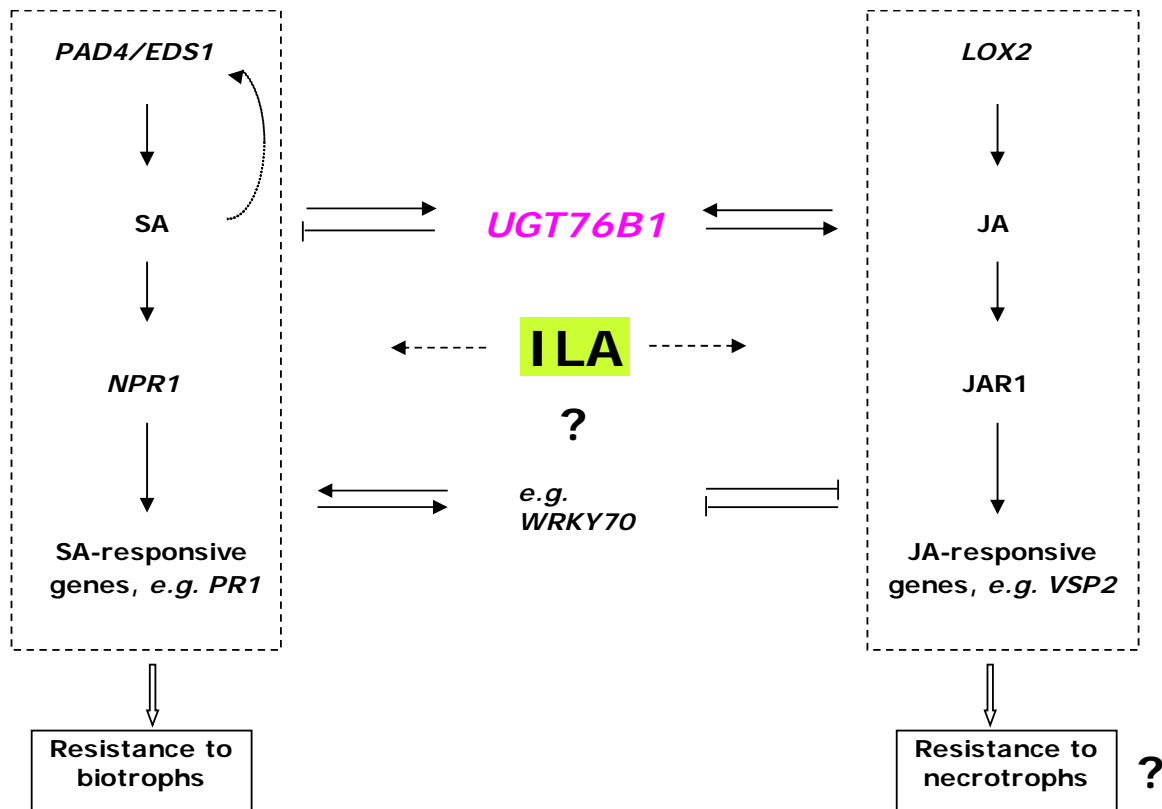 PAD4/EDS1
SA
NPR1
SA-responsive
genes, e.g. PR1
Resistance to
biotrophs
UGT76B1
ILA
?
e.g.
WRKY70
LOX2
JA
JAR1
JA-responsive
genes, e.g. VSP2
Resistance to
necrotrophs
?